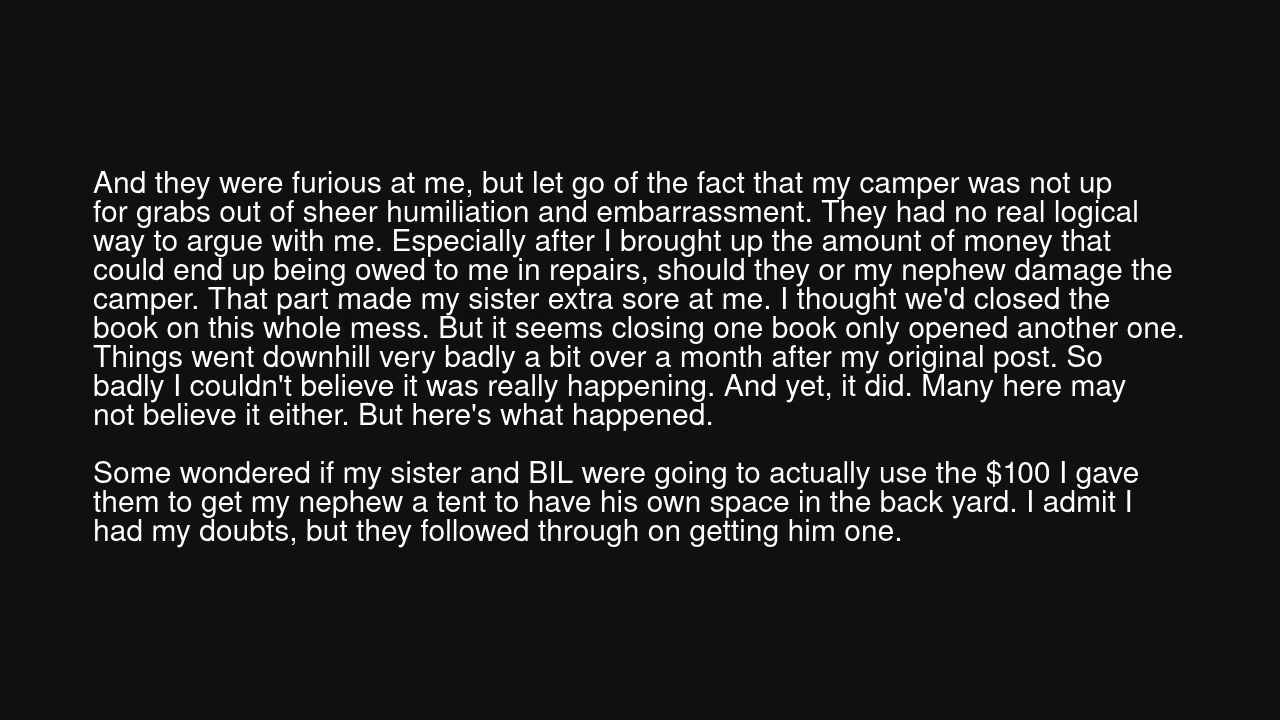 And they were furious at me, but let go of the fact that my camper was not up
for grabs out of sheer humiliation and embarrassment. They had no real logical
way to argue with me. Especially after I brought up the amount of money that
could end up being owed to me in repairs, should they or my nephew damage the
camper. That part made my sister extra sore at me. I thought we'd closed the
book on this whole mess. But it seems closing one book only opened another one.
Things went downhill very badly a bit over a month after my original post. So
badly I couldn't believe it was really happening. And yet, it did. Many here may
not believe it either. But here's what happened.
Some wondered if my sister and BIL were going to actually use the $100 I gave
them to get my nephew a tent to have his own space in the back yard. I admit I
had my doubts, but they followed through on getting him one.